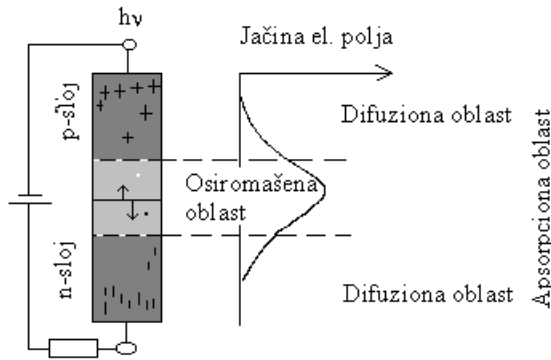 hν
Jačina el. polja
p-sloj
Difuziona oblast
Osiromašena
oblast
n-sloj
Difuziona oblast
Apsorpciona oblast